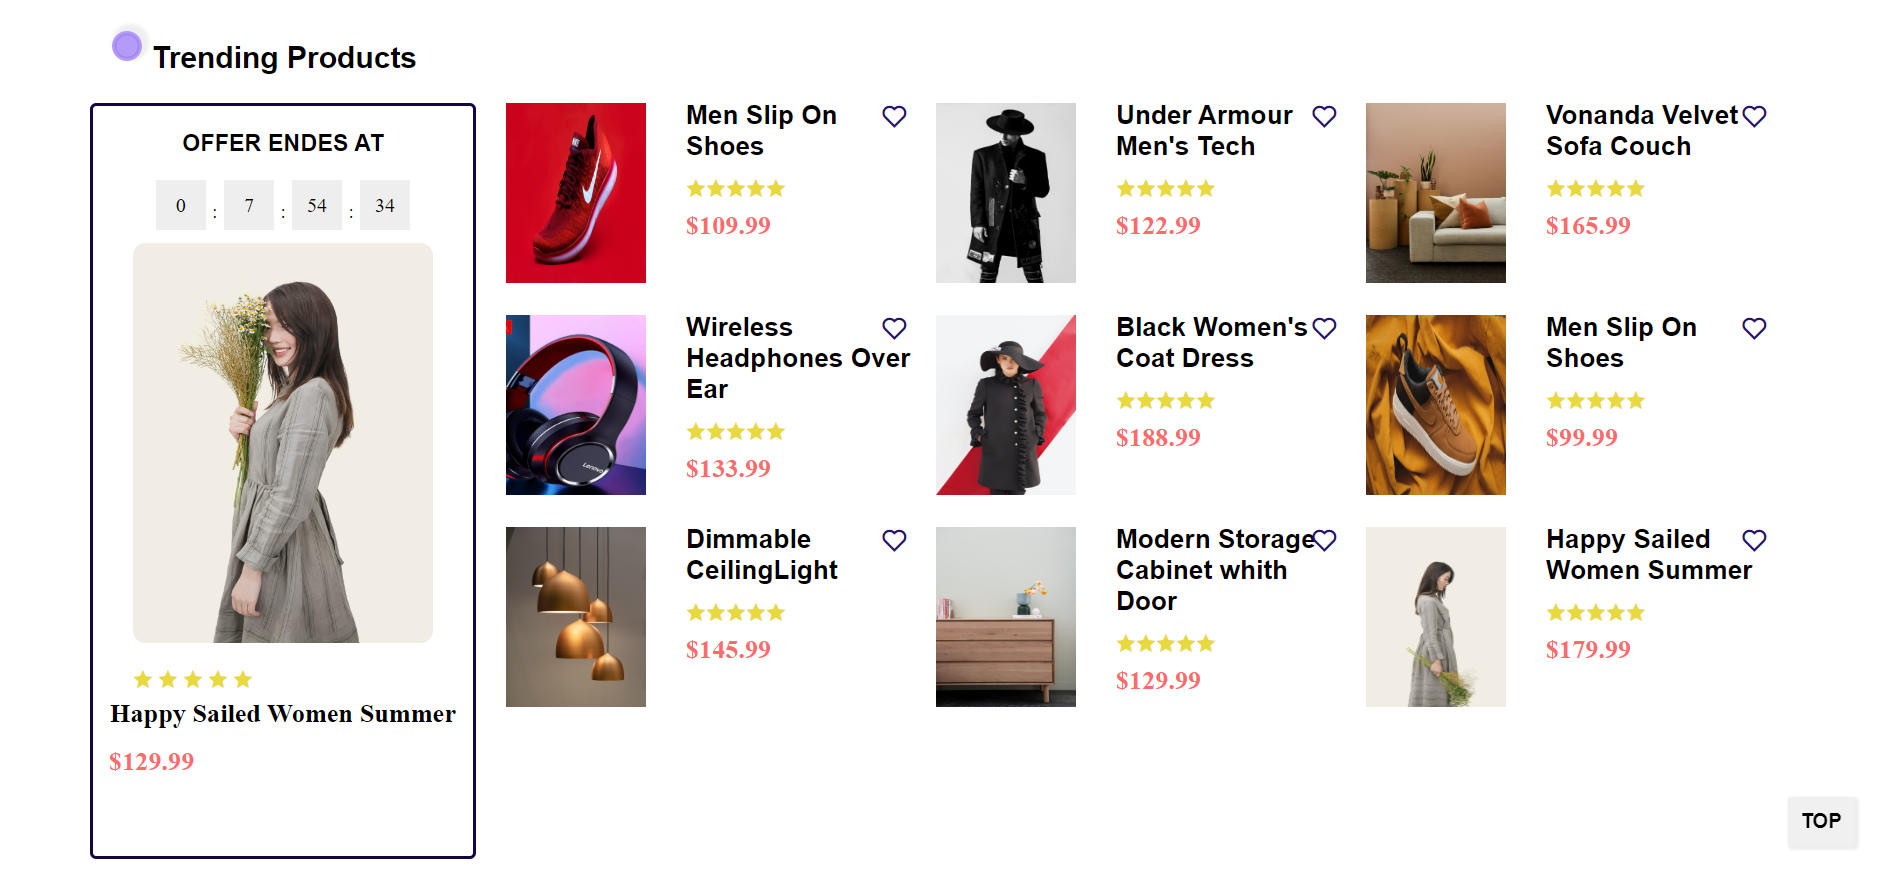 Trending Products
OFFER ENDES AT
0 : 7 : 54 : 34
Happy Sailed Women Summer
$129.99
Men Slip On
Shoes
$109.99
Under Armour
Men's Tech
$122.99
Vonanda Velvet
Sofa Couch
$165.99
Wireless
Headphones Over
Ear
$133.99
Lenovo
Black Women's
Coat Dress
$188.99
Men Slip On
Shoes
$99.99
Dimmable
CeilingLight
$145.99
Modern Storage
Cabinet whith
Door
$129.99
Happy Sailed
Women Summer
$179.99
TOP